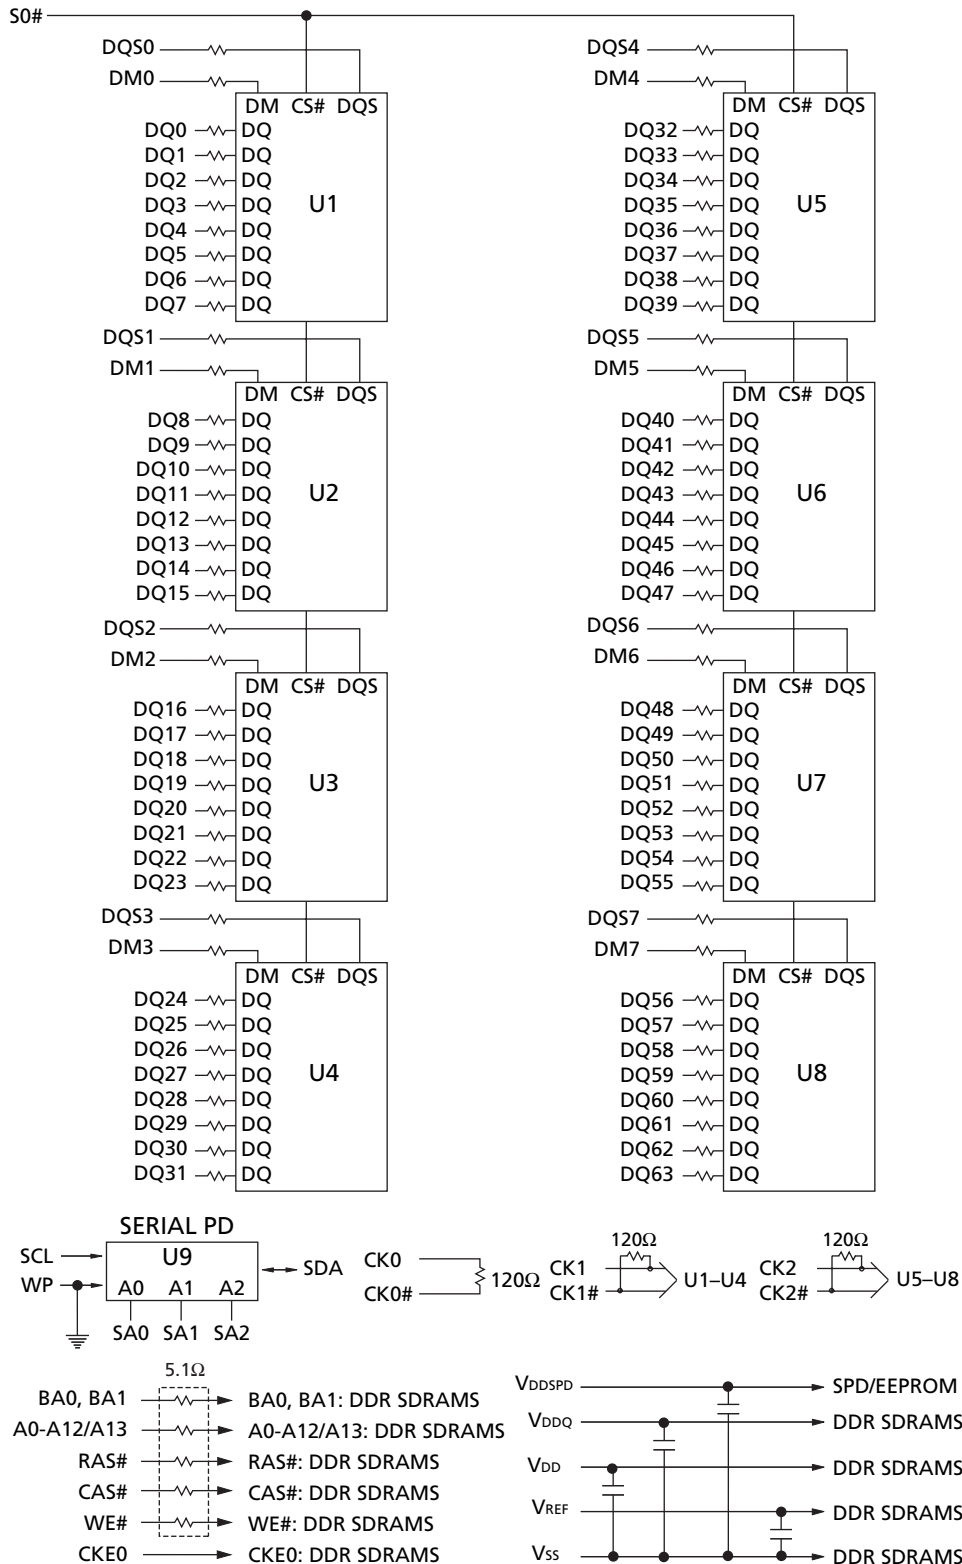 S0#
DQS0
DM0
DM CS# DQS
DQ0 DQ
DQ1 DQ
DQ2 DQ
DQ3 DQ
DQ4 DQ
DQ5 DQ
DQ6 DQ
DQ7 DQ
U1
DQS1
DM1
DM CS# DQS
DQ8 DQ
DQ9 DQ
DQ10 DQ
DQ11 DQ
DQ12 DQ
DQ13 DQ
DQ14 DQ
DQ15 DQ
U2
DQS2
DM2
DM CS# DQS
DQ16 DQ
DQ17 DQ
DQ18 DQ
DQ19 DQ
DQ20 DQ
DQ21 DQ
DQ22 DQ
DQ23 DQ
U3
DQS3
DM3
DM CS# DQS
DQ24 DQ
DQ25 DQ
DQ26 DQ
DQ27 DQ
DQ28 DQ
DQ29 DQ
DQ30 DQ
DQ31 DQ
U4
DQS4
DM4
DM CS# DQS
DQ32 DQ
DQ33 DQ
DQ34 DQ
DQ35 DQ
DQ36 DQ
DQ37 DQ
DQ38 DQ
DQ39 DQ
U5
DQS5
DM5
DM CS# DQS
DQ40 DQ
DQ41 DQ
DQ42 DQ
DQ43 DQ
DQ44 DQ
DQ45 DQ
DQ46 DQ
DQ47 DQ
U6
DQS6
DM6
DM CS# DQS
DQ48 DQ
DQ49 DQ
DQ50 DQ
DQ51 DQ
DQ52 DQ
DQ53 DQ
DQ54 DQ
DQ55 DQ
U7
DQS7
DM7
DM CS# DQS
DQ56 DQ
DQ57 DQ
DQ58 DQ
DQ59 DQ
DQ60 DQ
DQ61 DQ
DQ62 DQ
DQ63 DQ
U8
SERIAL PD
SCL
WP
U9
A0 A1 A2
SDA
SA0 SA1 SA2
CK0
CK0#
120Ω
120Ω
CK1
CK1#
U1–U4
120Ω
CK2
CK2#
U5–U8
5.1Ω
BA0, BA1 BA0, BA1: DDR SDRAMS
A0-A12/A13 A0-A12/A13: DDR SDRAMS
RAS# RAS#: DDR SDRAMS
CAS# CAS#: DDR SDRAMS
WE# WE#: DDR SDRAMS
CKE0 CKE0: DDR SDRAMS
VDDSPD SPD/EEPROM
VDDQ DDR SDRAMS
VDD DDR SDRAMS
VREF DDR SDRAMS
VSS DDR SDRAMS